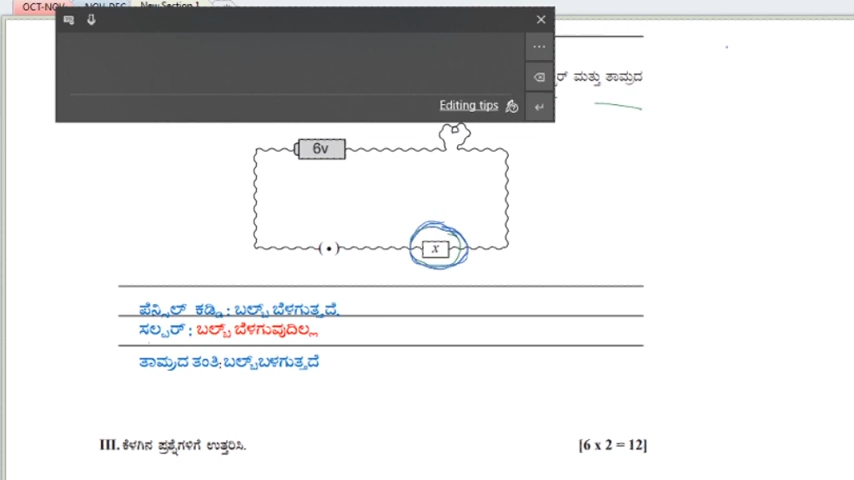 OCT-NOV NOV-DEC New Section 1
Editing tips
ಮತ್ತು ತಾಮ್ರದ
6v
x
ಪೆನ್ಸಿಲ್ ಕಡ್ಡಿ : ಬಲ್ಬ್ ಬೆಳಗುತ್ತದೆ.
ಸಲ್ಫರ್ : ಬಲ್ಬ್ ಬೆಳಗುವುದಿಲ್ಲ
ತಾಮ್ರದ ತಂತಿ: ಬಲ್ಬ್ ಬಳಗುತ್ತದೆ
III. ಕೆಳಗಿನ ಪ್ರಶ್ನೆಗಳಿಗೆ ಉತ್ತರಿಸಿ. [6 x 2 = 12]